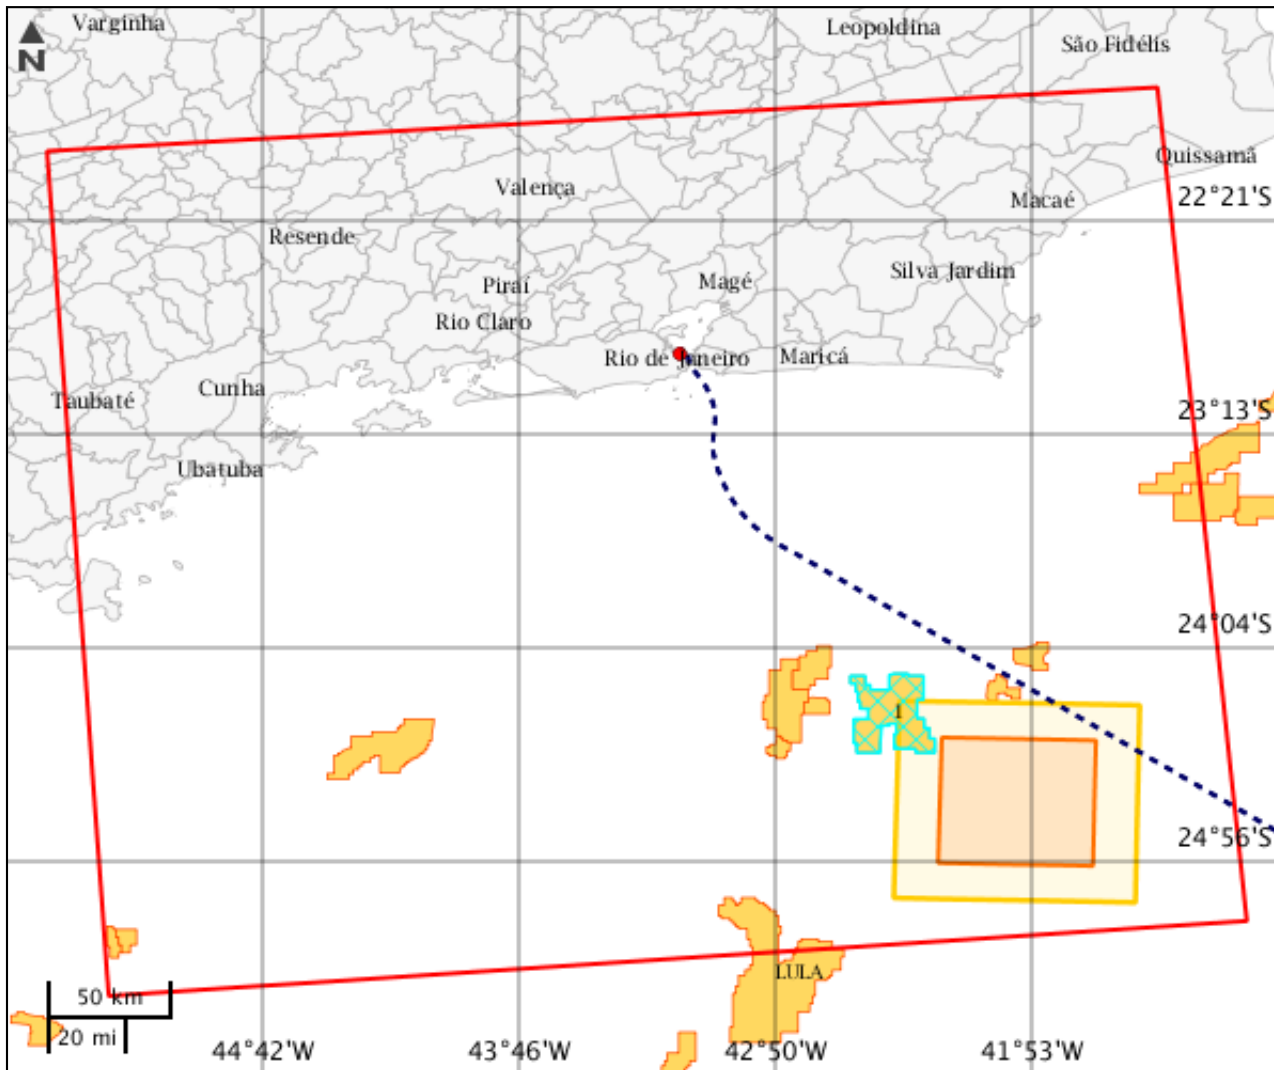 Varginha
Leopoldina
São Fidélis
N
Quissamã
Valença
22°21'S
Macaé
Resende
Silva Jardim
Magé
Piraí
Rio Claro
Rio de Janeiro
Maricá
Cunha
Taubaté
23°13'S
Ubatuba
24°04'S
1
24°56'S
LULA
50 km
20 mi
44°42'W
43°46'W
42°50'W
41°53'W